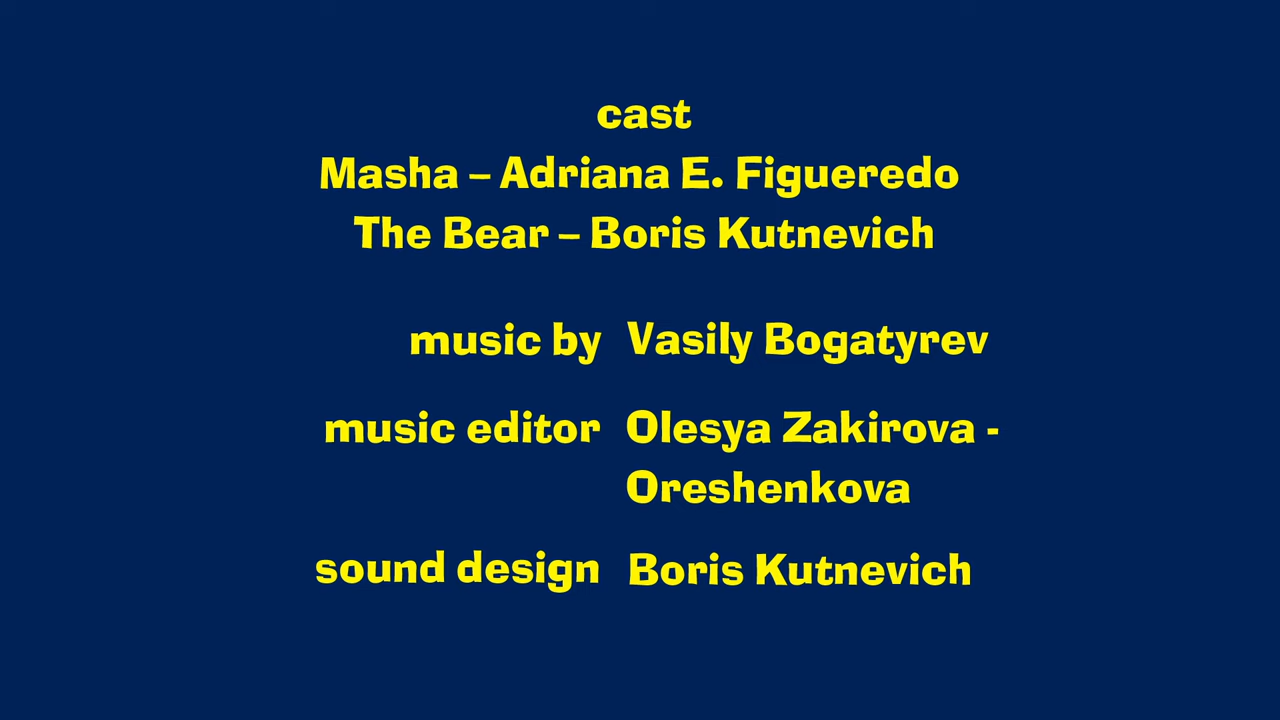 cast
Masha – Adriana E. Figueredo
The Bear – Boris Kutnevich
music by Vasily Bogatyrev
music editor Olesya Zakirova -
Oreshenkova
sound design Boris Kutnevich